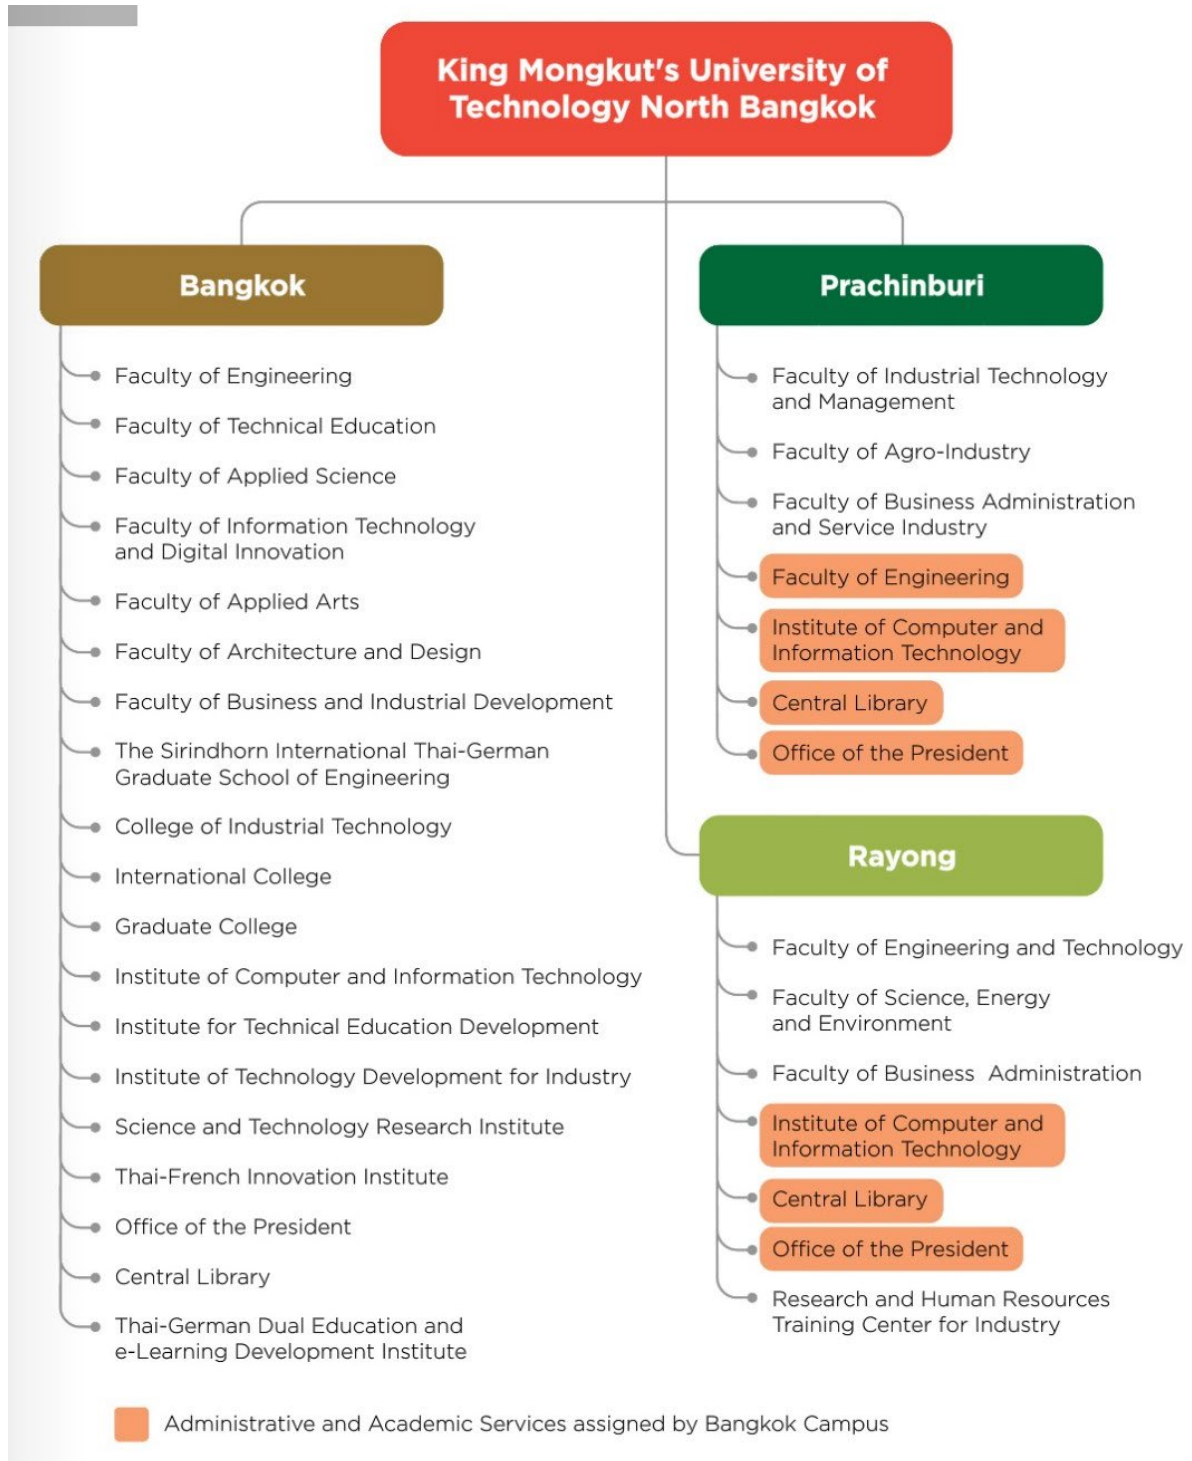 King Mongkut's University of
Technology North Bangkok
Bangkok
Faculty of Engineering
Faculty of Technical Education
Faculty of Applied Science
Faculty of Information Technology
and Digital Innovation
Faculty of Applied Arts
Faculty of Architecture and Design
Faculty of Business and Industrial Development
The Sirindhorn International Thai-German
Graduate School of Engineering
College of Industrial Technology
International College
Graduate College
Institute of Computer and Information Technology
Institute for Technical Education Development
Institute of Technology Development for Industry
Science and Technology Research Institute
Thai-French Innovation Institute
Office of the President
Central Library
Thai-German Dual Education and
e-Learning Development Institute
Prachinburi
Faculty of Industrial Technology
and Management
Faculty of Agro-Industry
Faculty of Business Administration
and Service Industry
Faculty of Engineering
Institute of Computer and
Information Technology
Central Library
Office of the President
Rayong
Faculty of Engineering and Technology
Faculty of Science, Energy
and Environment
Faculty of Business Administration
Institute of Computer and
Information Technology
Central Library
Office of the President
Research and Human Resources
Training Center for Industry
Administrative and Academic Services assigned by Bangkok Campus